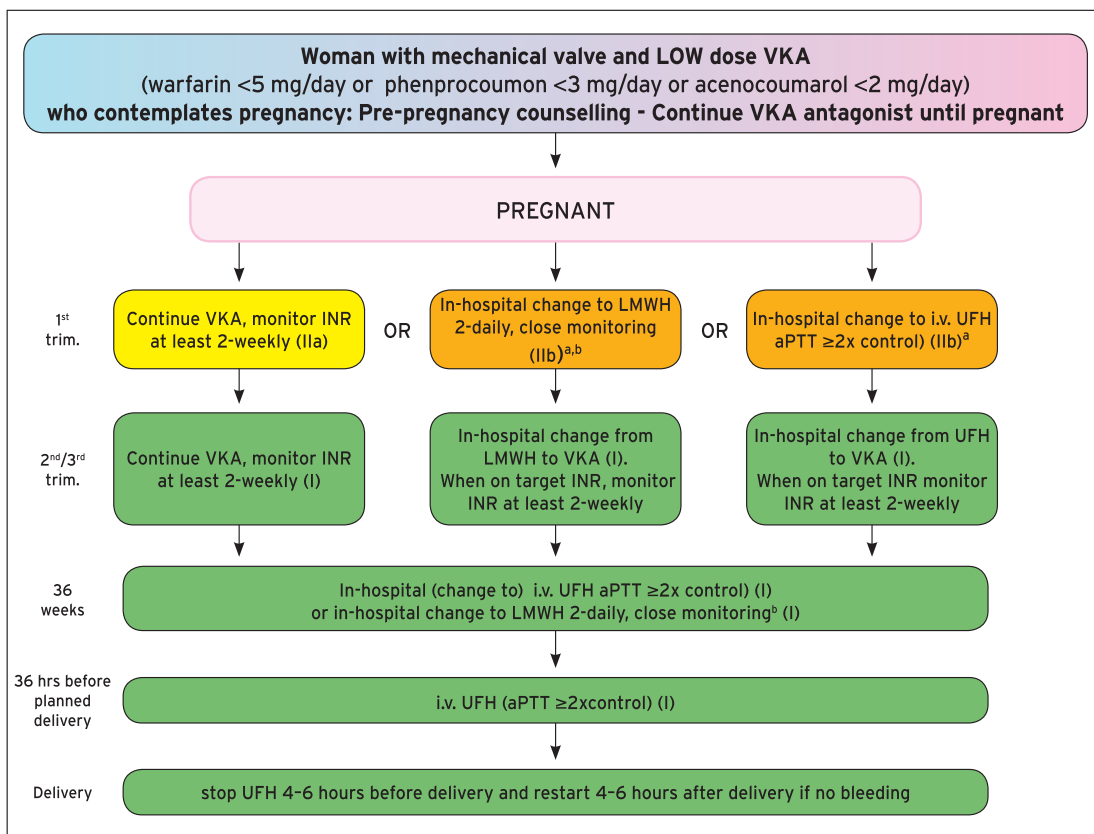 Woman with mechanical valve and LOW dose VKA
(warfarin <5 mg/day or phenprocoumon <3 mg/day or acenocoumarol <2 mg/day)
who contemplates pregnancy: Pre-pregnancy counselling - Continue VKA antagonist until pregnant
PREGNANT
1st
trim.
Continue VKA, monitor INR
at least 2-weekly (IIa)
OR
In-hospital change to LMWH
2-daily, close monitoring
(IIb)a,b
OR
In-hospital change to i.v. UFH
aPTT ≥2x control) (IIb)a
2nd/3rd
trim.
Continue VKA, monitor INR
at least 2-weekly (I)
In-hospital change from
LMWH to VKA (I).
When on target INR, monitor
INR at least 2-weekly
In-hospital change from UFH
to VKA (I).
When on target INR monitor
INR at least 2-weekly
36
weeks
In-hospital (change to) i.v. UFH aPTT ≥2x control) (I)
or in-hospital change to LMWH 2-daily, close monitoringb (I)
36 hrs before
planned
delivery
i.v. UFH (aPTT ≥2xcontrol) (I)
Delivery
stop UFH 4–6 hours before delivery and restart 4–6 hours after delivery if no bleeding